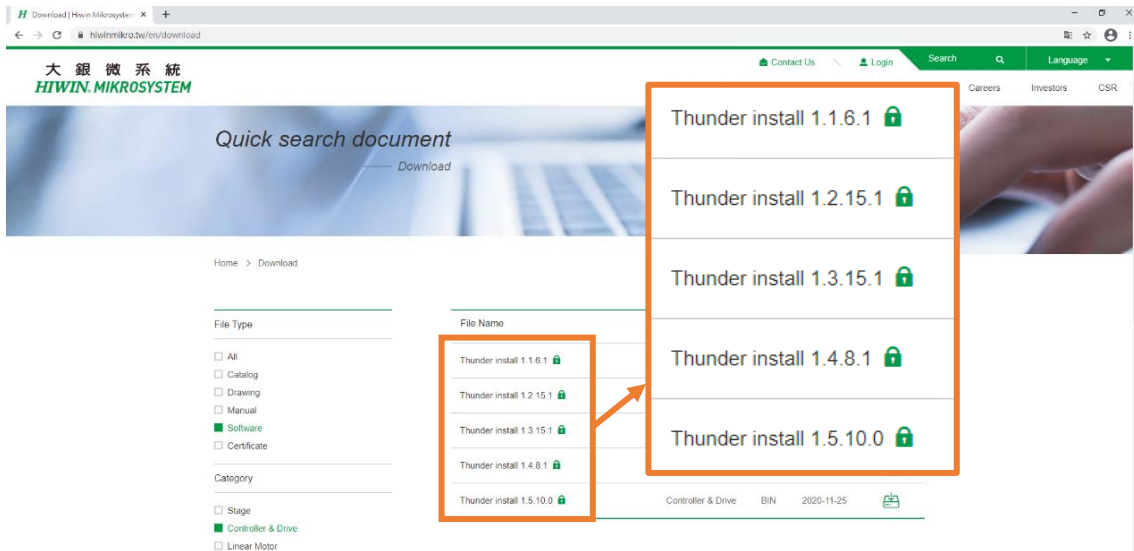 Download | Hiwin Mikrosystem
hiwinmikro.tw/en/download
Contact Us
Login
Search
Language
大銀微系統
HIWIN. MIKROSYSTEM
Careers
Investors
CSR
Quick search document
Download
Thunder install 1.1.6.1
Thunder install 1.2.15.1
Thunder install 1.3.15.1
Thunder install 1.4.8.1
Thunder install 1.5.10.0
Home > Download
File Type
All
Catalog
Drawing
Manual
Software
Certificate
Category
Stage
Controller & Drive
Linear Motor
File Name
Thunder install 1.1.6.1
Thunder install 1.2.15.1
Thunder install 1.3.15.1
Thunder install 1.4.8.1
Thunder install 1.5.10.0 Controller & Drive BIN 2020-11-25